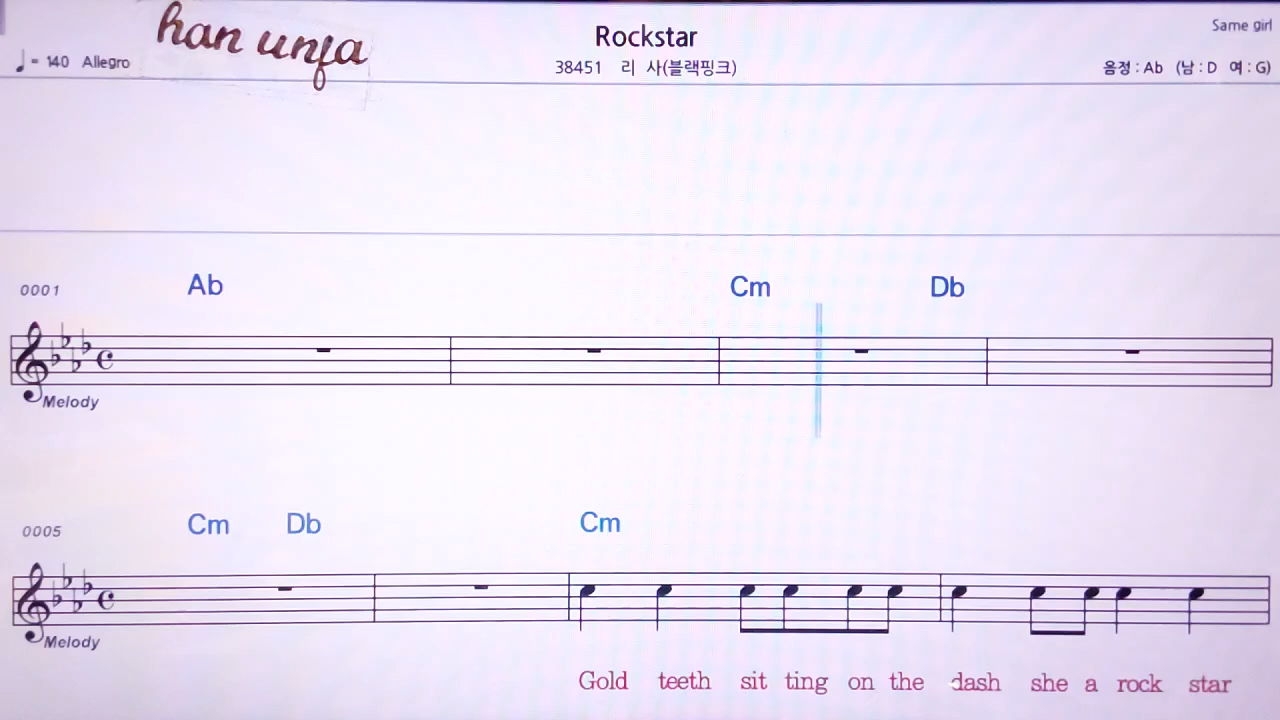 han unfa
Rockstar
Same girl
♩ = 140 Allegro
38451 리 사(블랙핑크)
음정 : Ab (남 : D 여 : G)
0001 Ab Cm Db
Melody
0005 Cm Db Cm
Melody
Gold teeth sit ting on the dash she a rock star